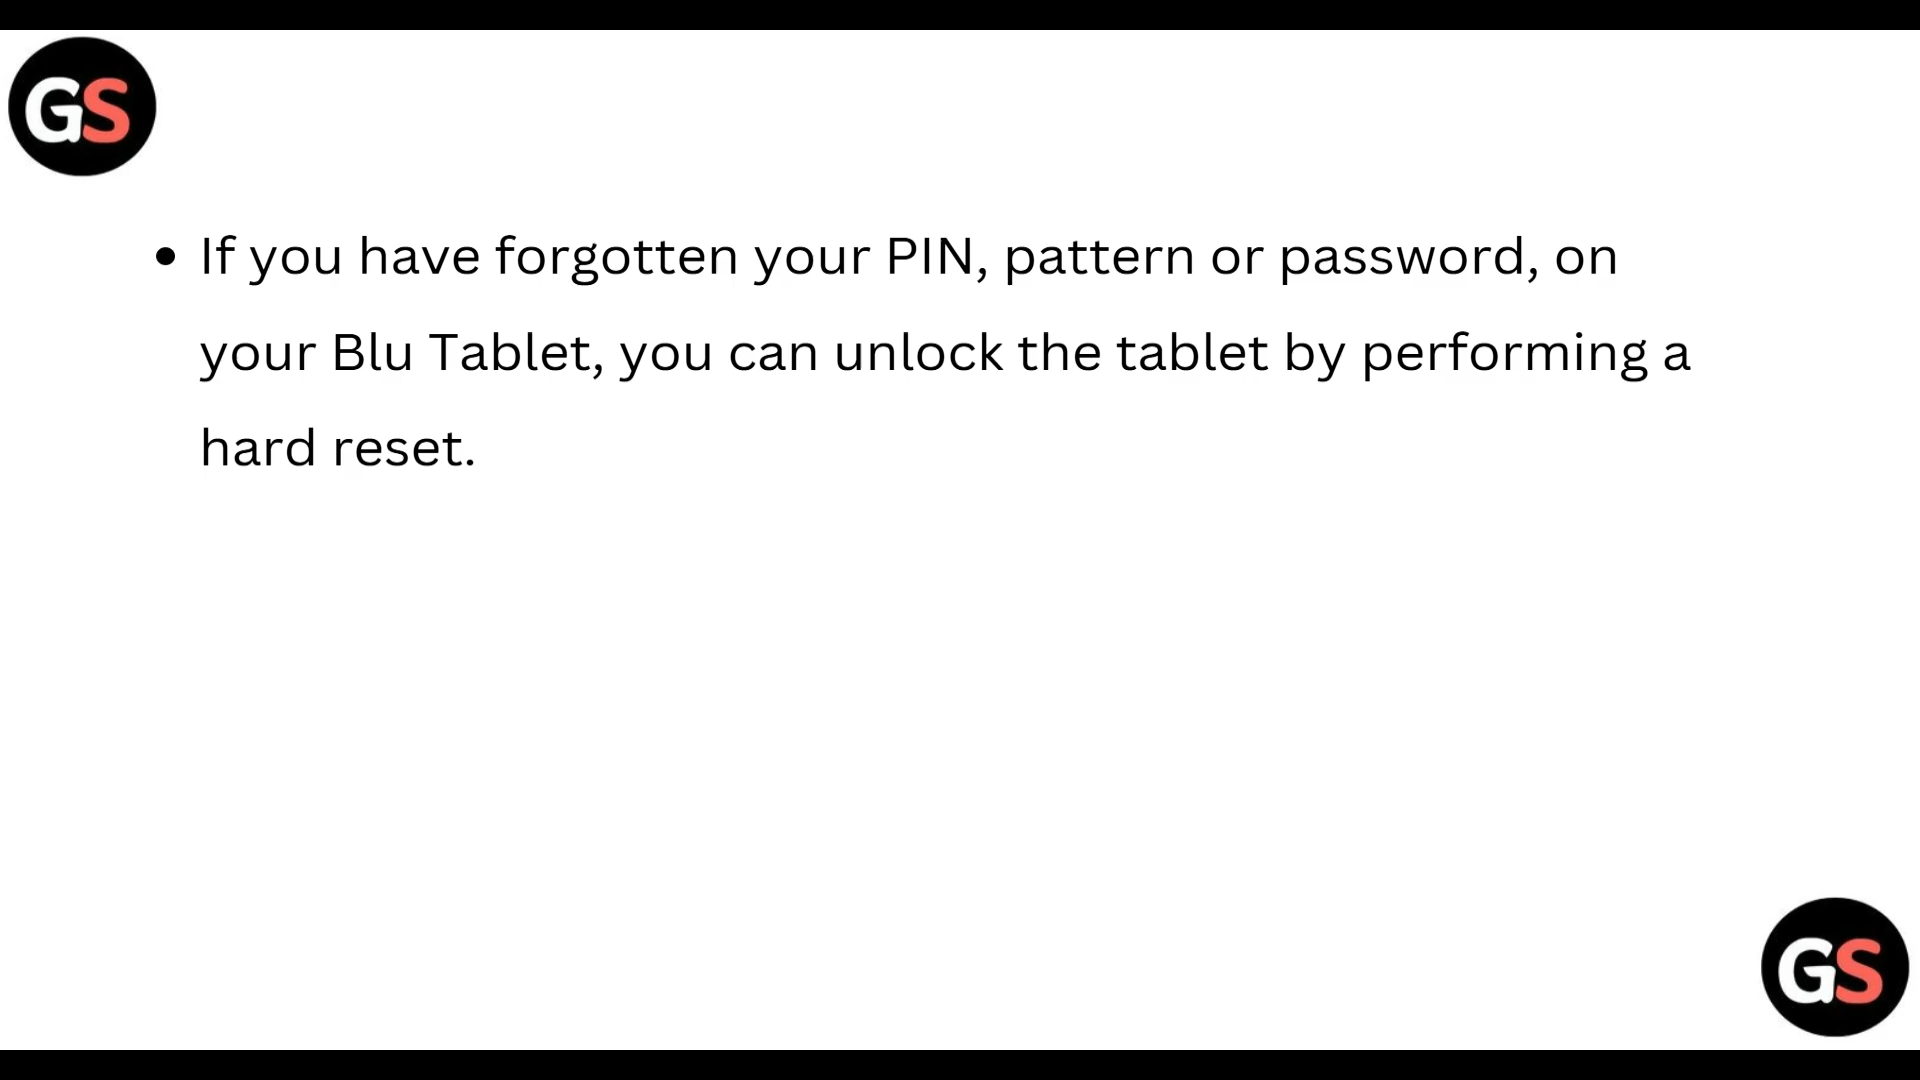 GS
• If you have forgotten your PIN, pattern or password, on
your Blu Tablet, you can unlock the tablet by performing a
hard reset.
GS